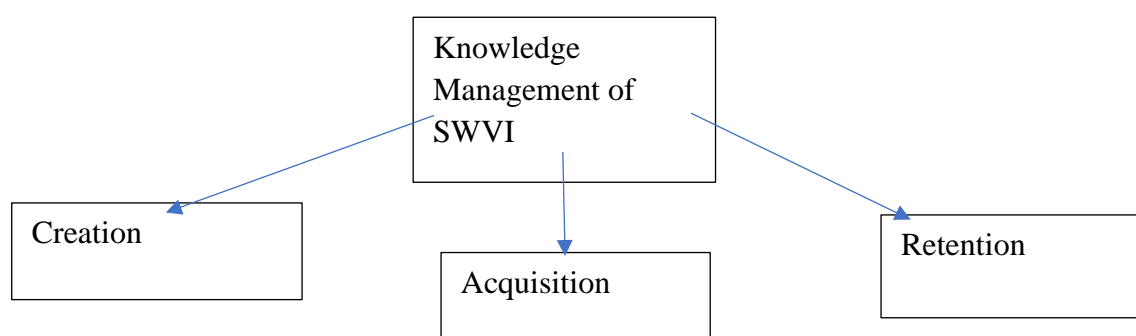 Knowledge
Management of
SWVI
Creation
Acquisition
Retention